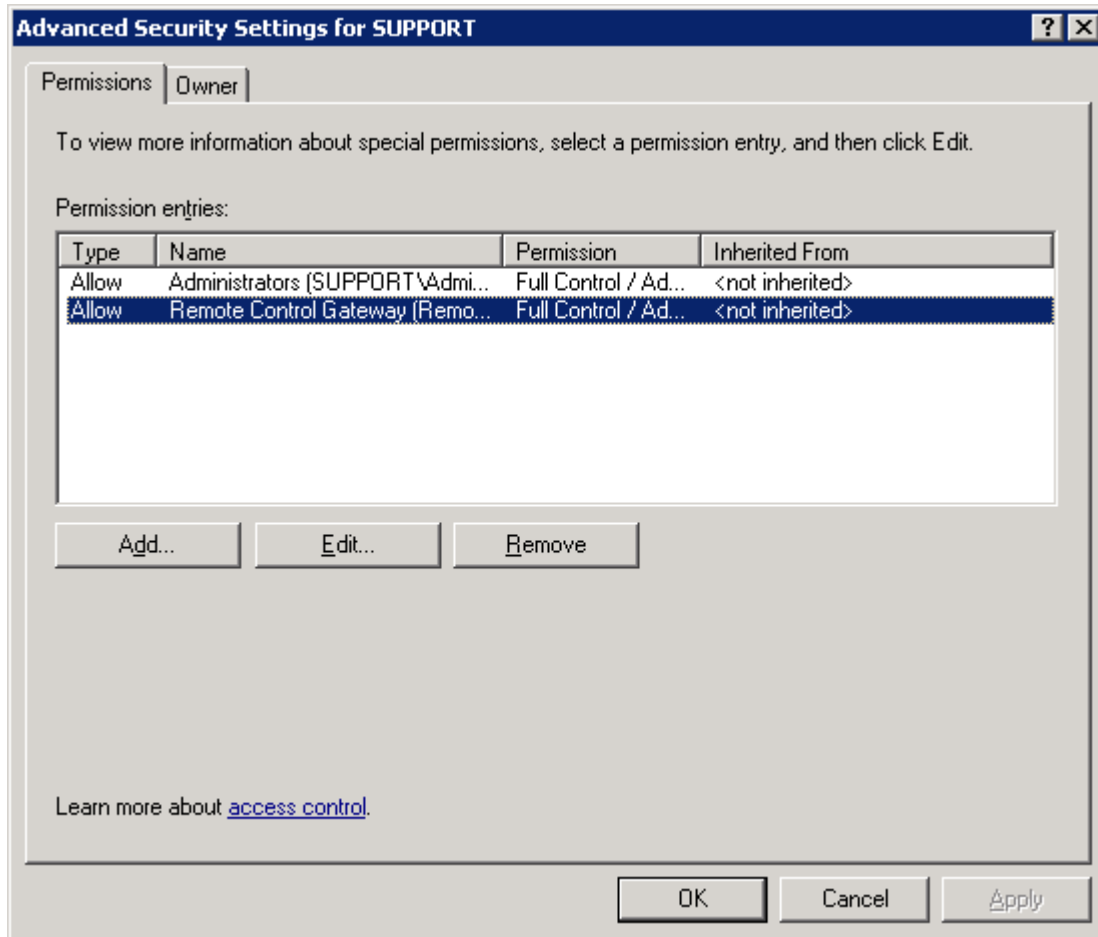 Advanced Security Settings for SUPPORT
Permissions Owner
To view more information about special permissions, select a permission entry, and then click Edit.
Permission entries:
Type Name Permission Inherited From
Allow Administrators (SUPPORT\Admi... Full Control / Ad... <not inherited>
Allow Remote Control Gateway (Remo... Full Control / Ad... <not inherited>
Add... Edit... Remove
Learn more about access control.
OK Cancel Apply